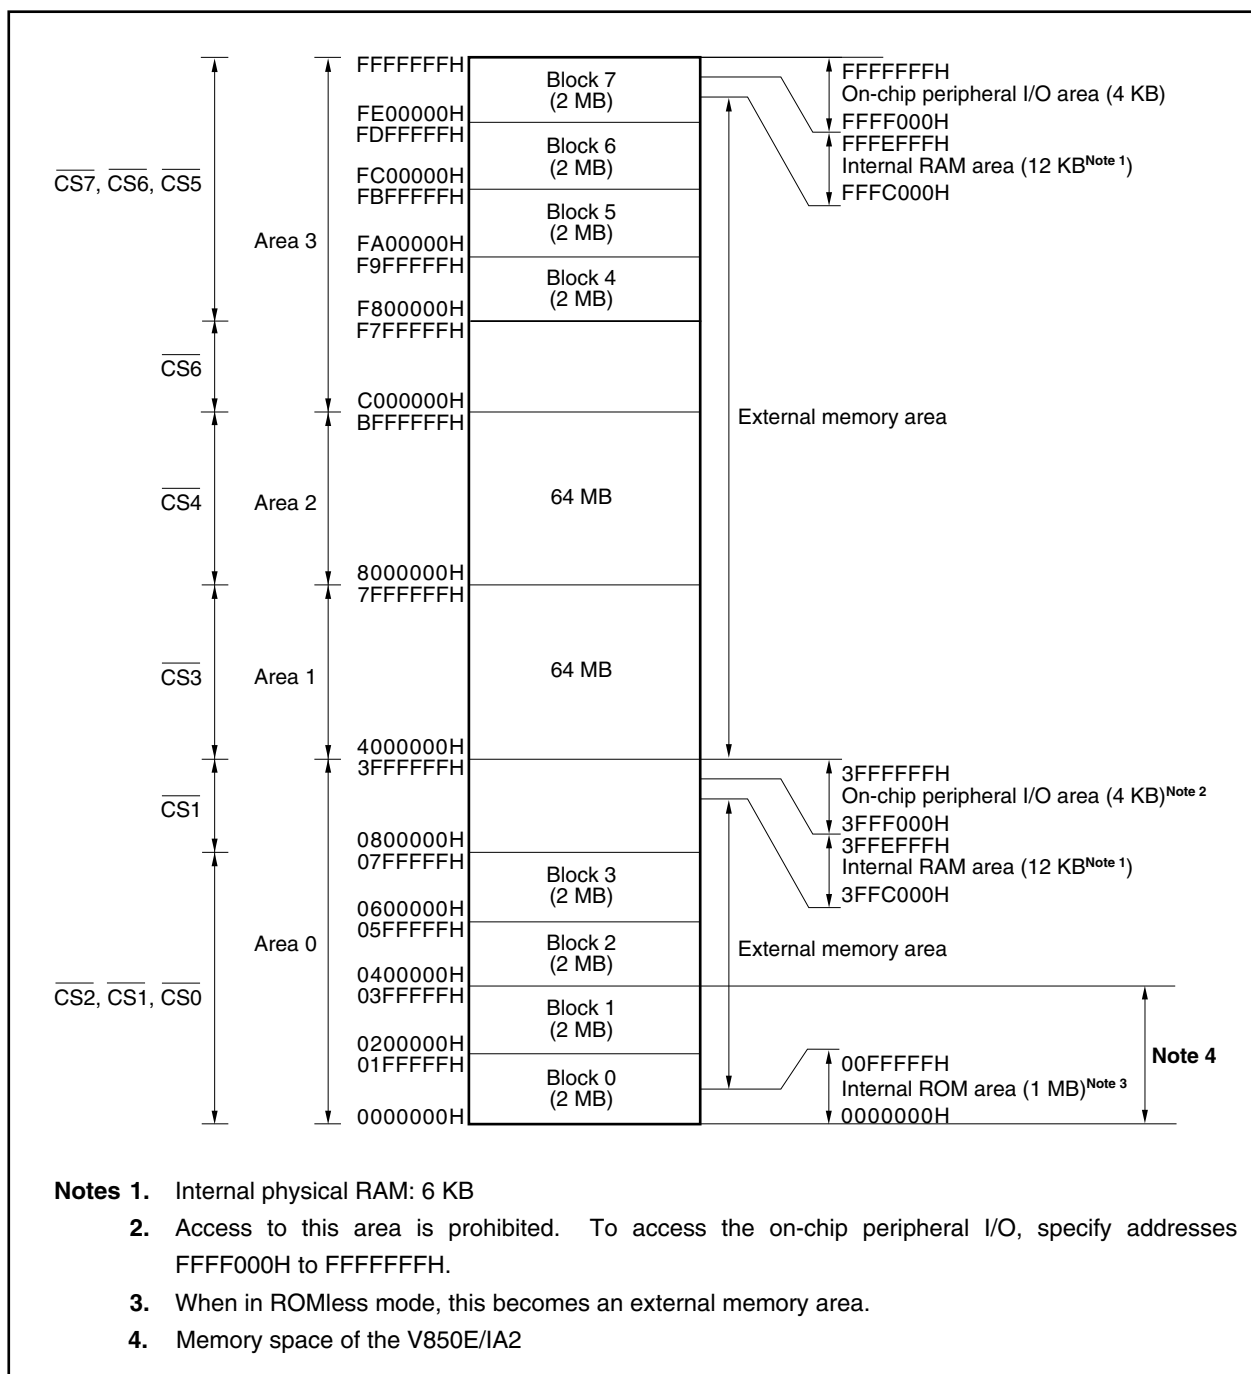 FFFFFFFH
Block 7
(2 MB)
FE00000H
FDFFFFFH
Block 6
(2 MB)
FC00000H
FBFFFFFH
Block 5
(2 MB)
FA00000H
F9FFFFFH
Block 4
(2 MB)
F800000H
F7FFFFFH
C000000H
BFFFFFFH
64 MB
8000000H
7FFFFFFH
64 MB
4000000H
3FFFFFFH
0800000H
07FFFFFH
Block 3
(2 MB)
0600000H
05FFFFFH
Block 2
(2 MB)
0400000H
03FFFFFH
Block 1
(2 MB)
0200000H
01FFFFFH
Block 0
(2 MB)
0000000H
CS7, CS6, CS5
CS6
CS4
CS3
CS1
CS2, CS1, CS0
Area 3
Area 2
Area 1
Area 0
FFFFFFFH
On-chip peripheral I/O area (4 KB)
FFFF000H
FFFEFFFH
Internal RAM area (12 KBNote 1)
FFFC000H
External memory area
3FFFFFFH
On-chip peripheral I/O area (4 KB)Note 2
3FFF000H
3FFEFFFH
Internal RAM area (12 KBNote 1)
3FFC000H
External memory area
00FFFFFH
Internal ROM area (1 MB)Note 3
0000000H
Note 4
Notes 1. Internal physical RAM: 6 KB
2. Access to this area is prohibited. To access the on-chip peripheral I/O, specify addresses
FFFF000H to FFFFFFFH.
3. When in ROMless mode, this becomes an external memory area.
4. Memory space of the V850E/IA2